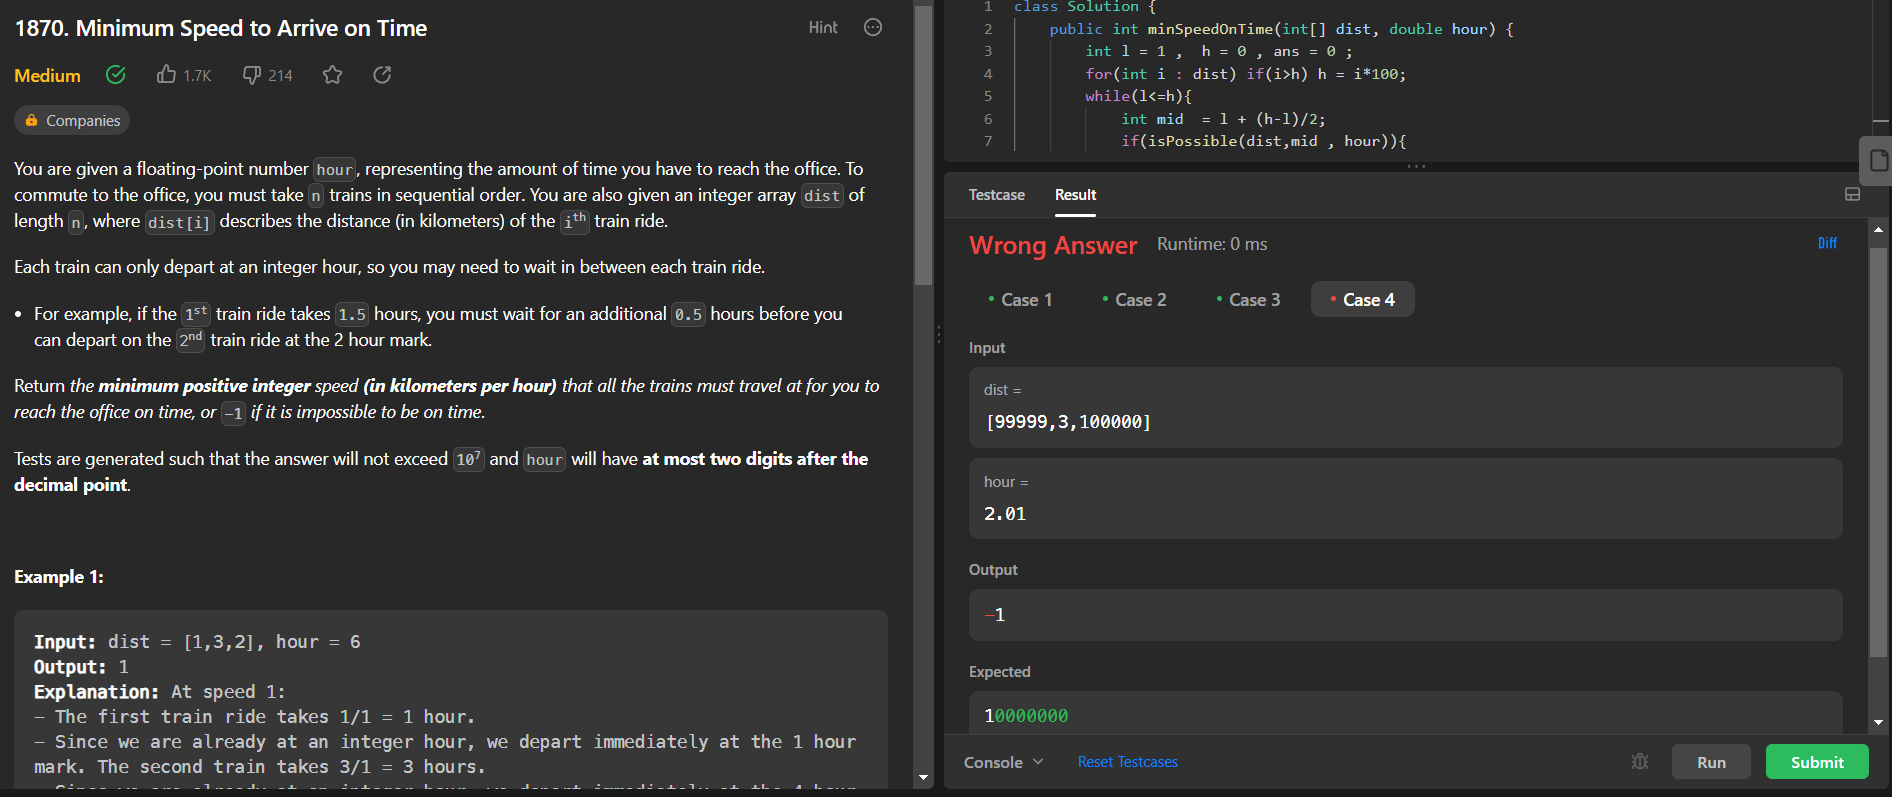 1870. Minimum Speed to Arrive on Time
Hint
Medium
1.7K
214
Companies
You are given a floating-point number hour, representing the amount of time you have to reach the office. To
commute to the office, you must take n trains in sequential order. You are also given an integer array dist of
length n, where dist[i] describes the distance (in kilometers) of the ith train ride.
Each train can only depart at an integer hour, so you may need to wait in between each train ride.
• For example, if the 1st train ride takes 1.5 hours, you must wait for an additional 0.5 hours before you
can depart on the 2nd train ride at the 2 hour mark.
Return the minimum positive integer speed (in kilometers per hour) that all the trains must travel at for you to
reach the office on time, or -1 if it is impossible to be on time.
Tests are generated such that the answer will not exceed 10^7 and hour will have at most two digits after the
decimal point.
Example 1:
Input: dist = [1,3,2], hour = 6
Output: 1
Explanation: At speed 1:
- The first train ride takes 1/1 = 1 hour.
- Since we are already at an integer hour, we depart immediately at the 1 hour
mark. The second train takes 3/1 = 3 hours.
1 class Solution {
2 public int minSpeedOnTime(int[] dist, double hour) {
3 int l = 1 , h = 0 , ans = 0 ;
4 for(int i : dist) if(i>h) h = i*100;
5 while(l<=h){
6 int mid = l + (h-l)/2;
7 if(isPossible(dist,mid , hour)){
Testcase
Result
Wrong Answer
Runtime: 0 ms
Diff
• Case 1
• Case 2
• Case 3
• Case 4
Input
dist =
[99999,3,100000]
hour =
2.01
Output
-1
Expected
10000000
Console
Reset Testcases
Run
Submit